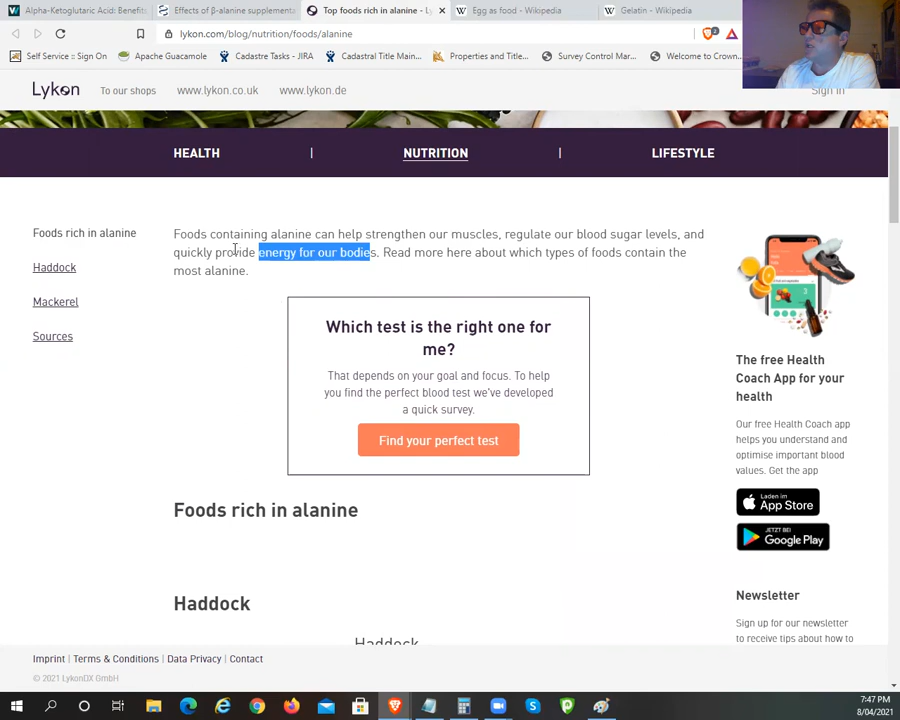 Alpha-Ketoglutaric Acid: Benefits
Effects of β-alanine supplementa
Top foods rich in alanine - Ly
Egg as food - Wikipedia
Gelatin - Wikipedia
lykon.com/blog/nutrition/foods/alanine
Self Service :: Sign On
Apache Guacamole
Cadastre Tasks - JIRA
Cadastral Title Main...
Properties and Title...
Survey Control Mar...
Welcome to Crown...
Lykon
To our shops
www.lykon.co.uk
www.lykon.de
Sign in
HEALTH | NUTRITION | LIFESTYLE
Foods rich in alanine
Haddock
Mackerel
Sources
Foods containing alanine can help strengthen our muscles, regulate our blood sugar levels, and
quickly provide energy for our bodies. Read more here about which types of foods contain the
most alanine.
Which test is the right one for
me?
That depends on your goal and focus. To help
you find the perfect blood test we've developed
a quick survey.
Find your perfect test
Foods rich in alanine
Haddock
Haddock
The free Health
Coach App for your
health
Our free Health Coach app
helps you understand and
optimise important blood
values. Get the app
Laden im
App Store
JETZT BEI
Google Play
Newsletter
Sign up for our newsletter
to receive tips about how to
Imprint | Terms & Conditions | Data Privacy | Contact
© 2021 LykonDX GmbH
7:47 PM
8/04/2021